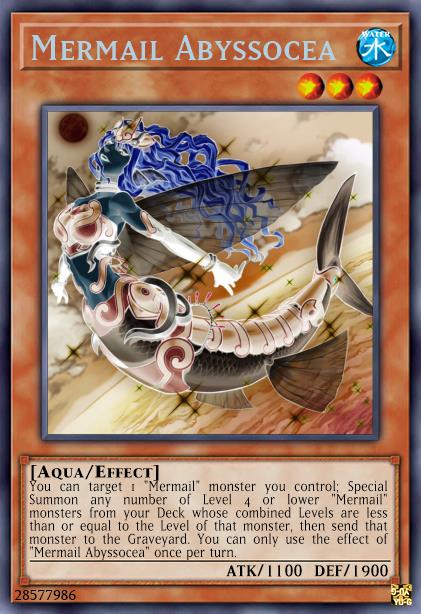 MERMAIL ABYSSOCEA
WATER
水
[AQUA/EFFECT]
You can target 1 "Mermail" monster you control; Special
Summon any number of Level 4 or lower "Mermail"
monsters from your Deck whose combined Levels are less
than or equal to the Level of that monster, then send that
monster to the Graveyard. You can only use the effect of
"Mermail Abyssocea" once per turn.
ATK/1100 DEF/1900
28577986